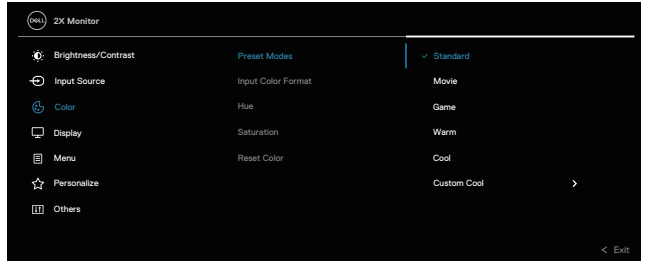 DELL 2X Monitor
Brightness/Contrast Preset Modes ✓ Standard
Input Source Input Color Format Movie
Color Hue Game
Display Saturation Warm
Menu Reset Color Cool
Personalize Custom Cool >
Others
< Exit